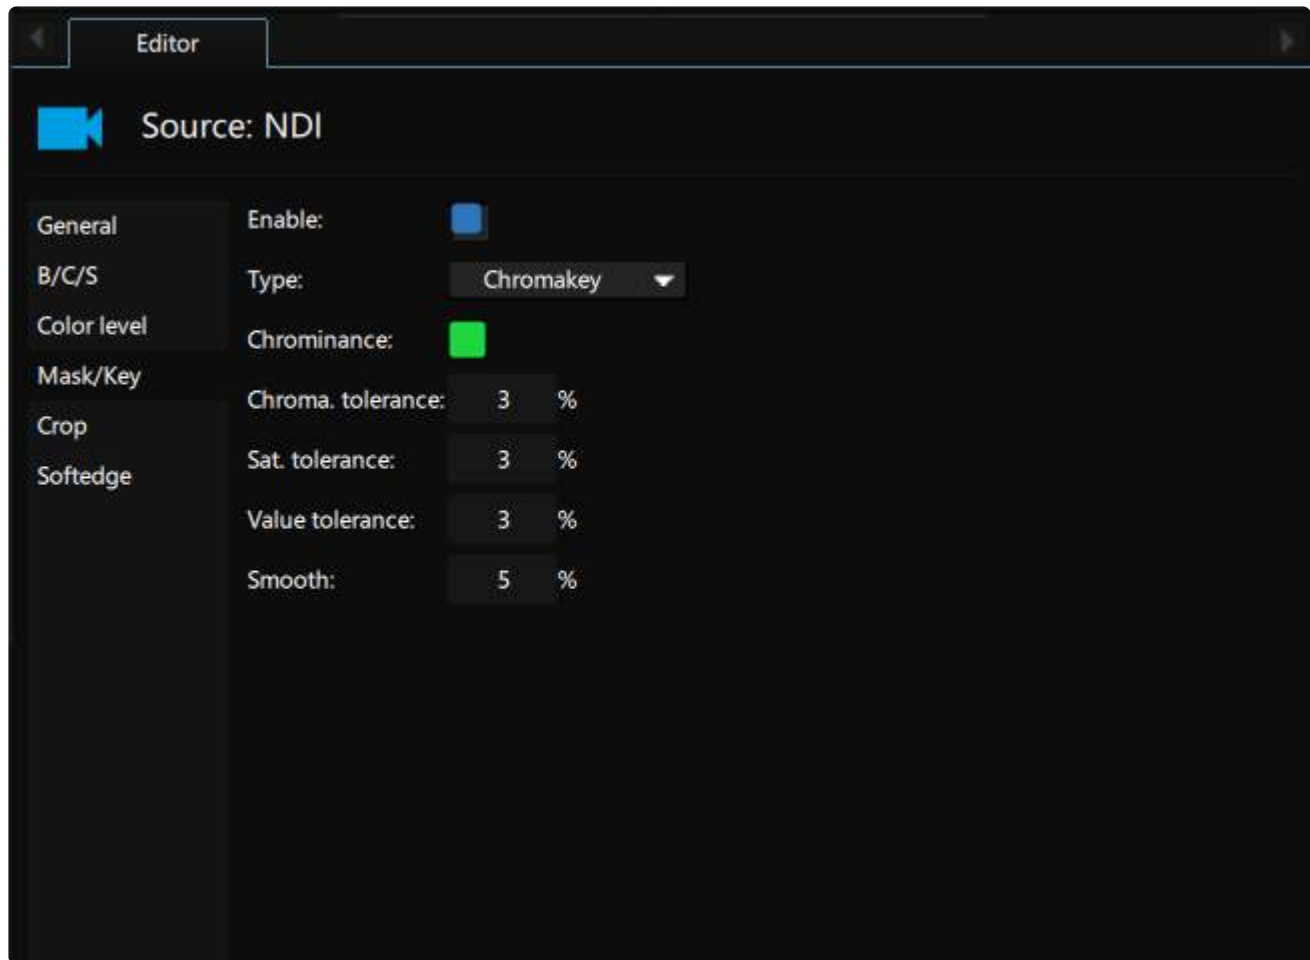 Editor
Source: NDI
General
B/C/S
Color level
Mask/Key
Crop
Softedge
Enable:
Type: Chromakey
Chrominance:
Chroma. tolerance: 3 %
Sat. tolerance: 3 %
Value tolerance: 3 %
Smooth: 5 %